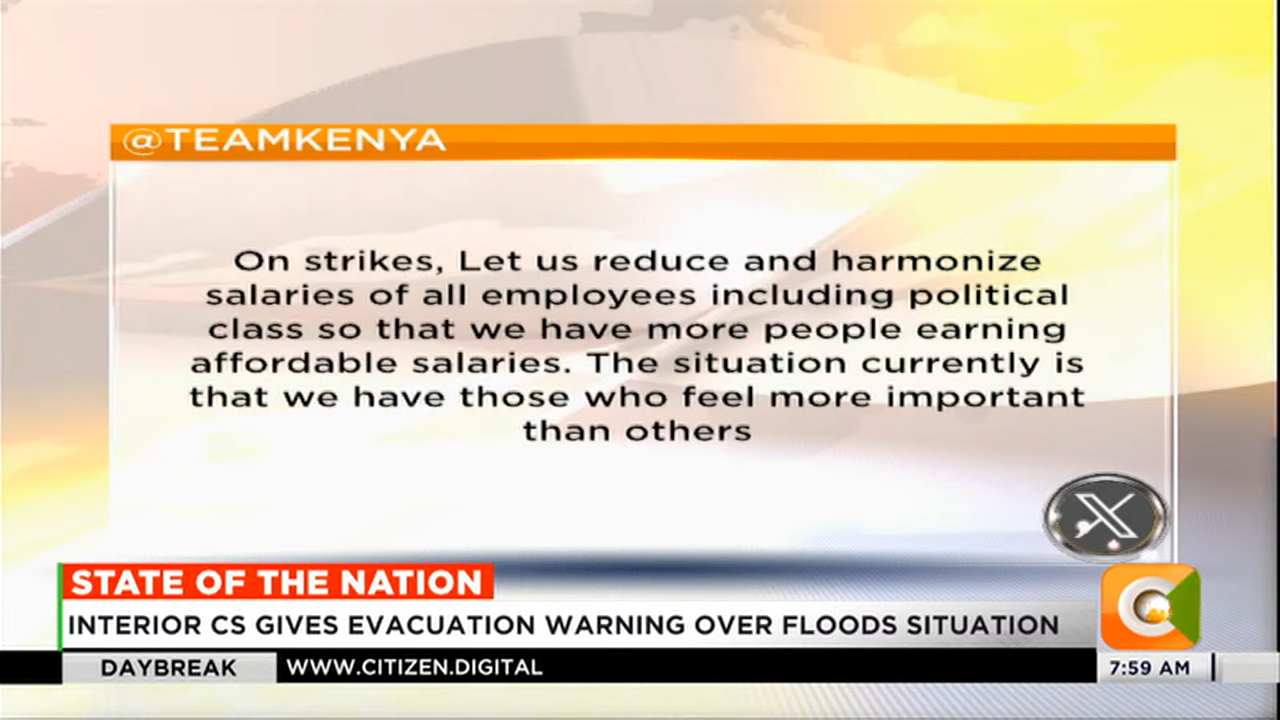 @TEAMKENYA
On strikes, Let us reduce and harmonize
salaries of all employees including political
class so that we have more people earning
affordable salaries. The situation currently is
that we have those who feel more important
than others
STATE OF THE NATION
INTERIOR CS GIVES EVACUATION WARNING OVER FLOODS SITUATION
DAYBREAK WWW.CITIZEN.DIGITAL 7:59 AM